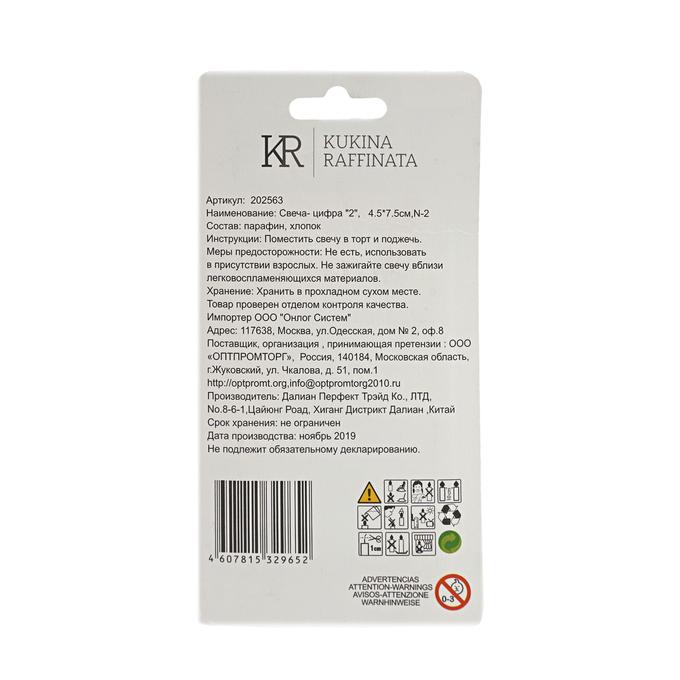 KR KUKINA
RAFFINATA
Артикул: 202563
Наименование: Свеча- цифра "2", 4.5*7.5см,N-2
Состав: парафин, хлопок
Инструкции: Поместить свечу в торт и поджечь.
Меры предосторожности: Не есть, использовать
в присутствии взрослых. Не зажигайте свечу вблизи
легковоспламеняющихся материалов.
Хранение: Хранить в прохладном сухом месте.
Товар проверен отделом контроля качества.
Импортер ООО "Онлог Систем"
Адрес: 117638, Москва, ул.Одесская, дом № 2, оф.8
Поставщик, организация , принимающая претензии : ООО
«ОПТПРОМТОРГ», Россия, 140184, Московская область,
г.Жуковский, ул. Чкалова, д. 51, пом.1
http://optpromt.org,info@optpromtorg2010.ru
Производитель: Далиан Перфект Трэйд Ко., ЛТД,
No.8-6-1,Цайюнг Роад, Хиганг Дистрикт Далиан ,Китай
Срок хранения: не ограничен
Дата производства: ноябрь 2019
Не подлежит обязательному декларированию.
4 607815 329652
1cm
ADVERTENCIAS
ATTENTION-WARNINGS
AVISOS-ATTENZIONE
WARNHINWEISE
0-3